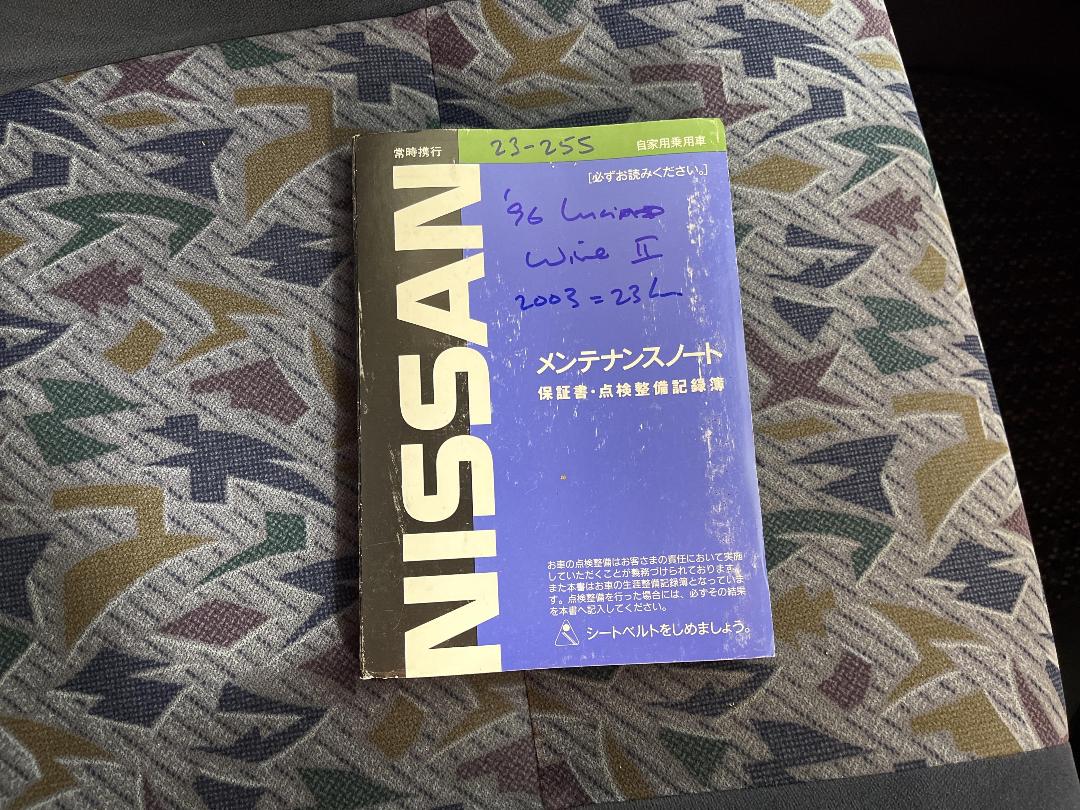 常時携行
23-255
自家用乗用車
[必ずお読みください。]
'96
Wine II
2003 = 23
NISSAN
メンテナンスノート
保証書・点検整備記録簿
お車の点検整備はお客さまの責任において実施
していただくことが義務づけられております。
また本書はお車の生涯整備記録簿となっていま
す。点検整備を行った場合には、必ずその結果
を本書へ記入してください。
シートベルトをしめましょう。